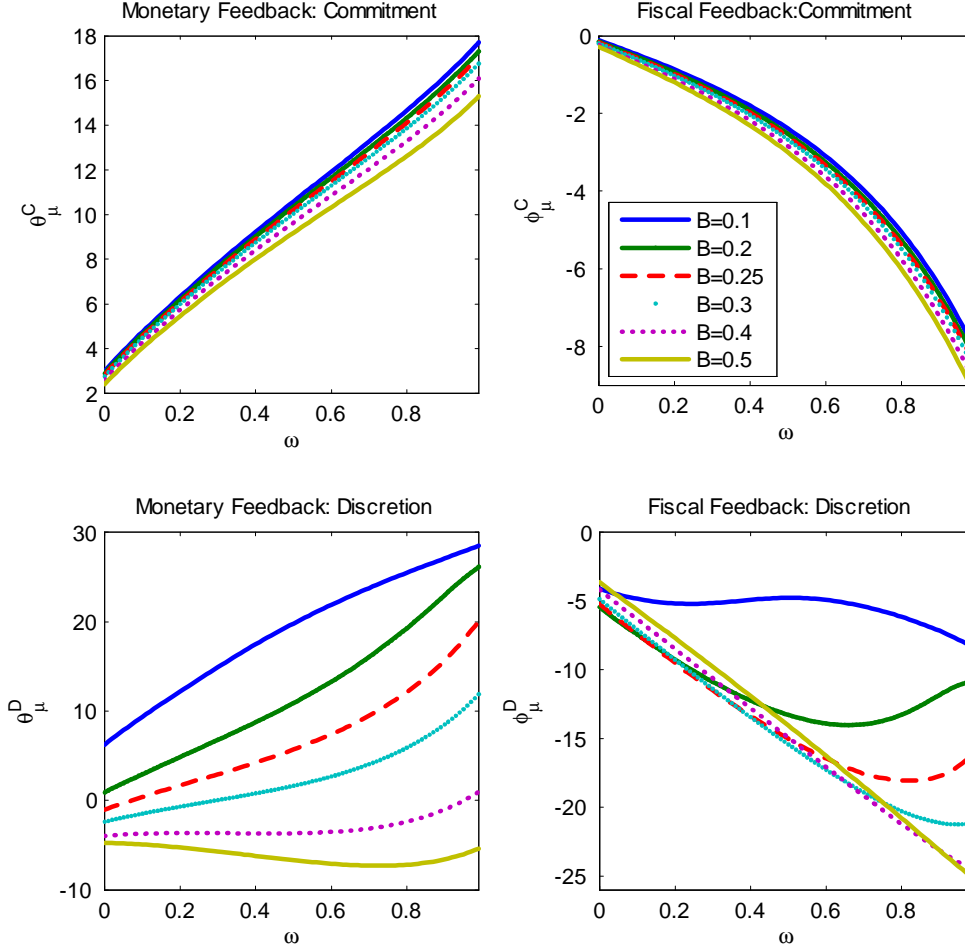 Monetary Feedback: Commitment
18
16
14
12
10
8
6
4
2
θ_μ^C
0 0.2 0.4 0.6 0.8
ω
Fiscal Feedback:Commitment
0
-2
-4
-6
-8
ϕ_μ^C
B=0.1
B=0.2
B=0.25
B=0.3
B=0.4
B=0.5
0 0.2 0.4 0.6 0.8
ω
Monetary Feedback: Discretion
30
20
10
0
-10
θ_μ^D
0 0.2 0.4 0.6 0.8
ω
Fiscal Feedback: Discretion
0
-5
-10
-15
-20
-25
ϕ_μ^D
0 0.2 0.4 0.6 0.8
ω